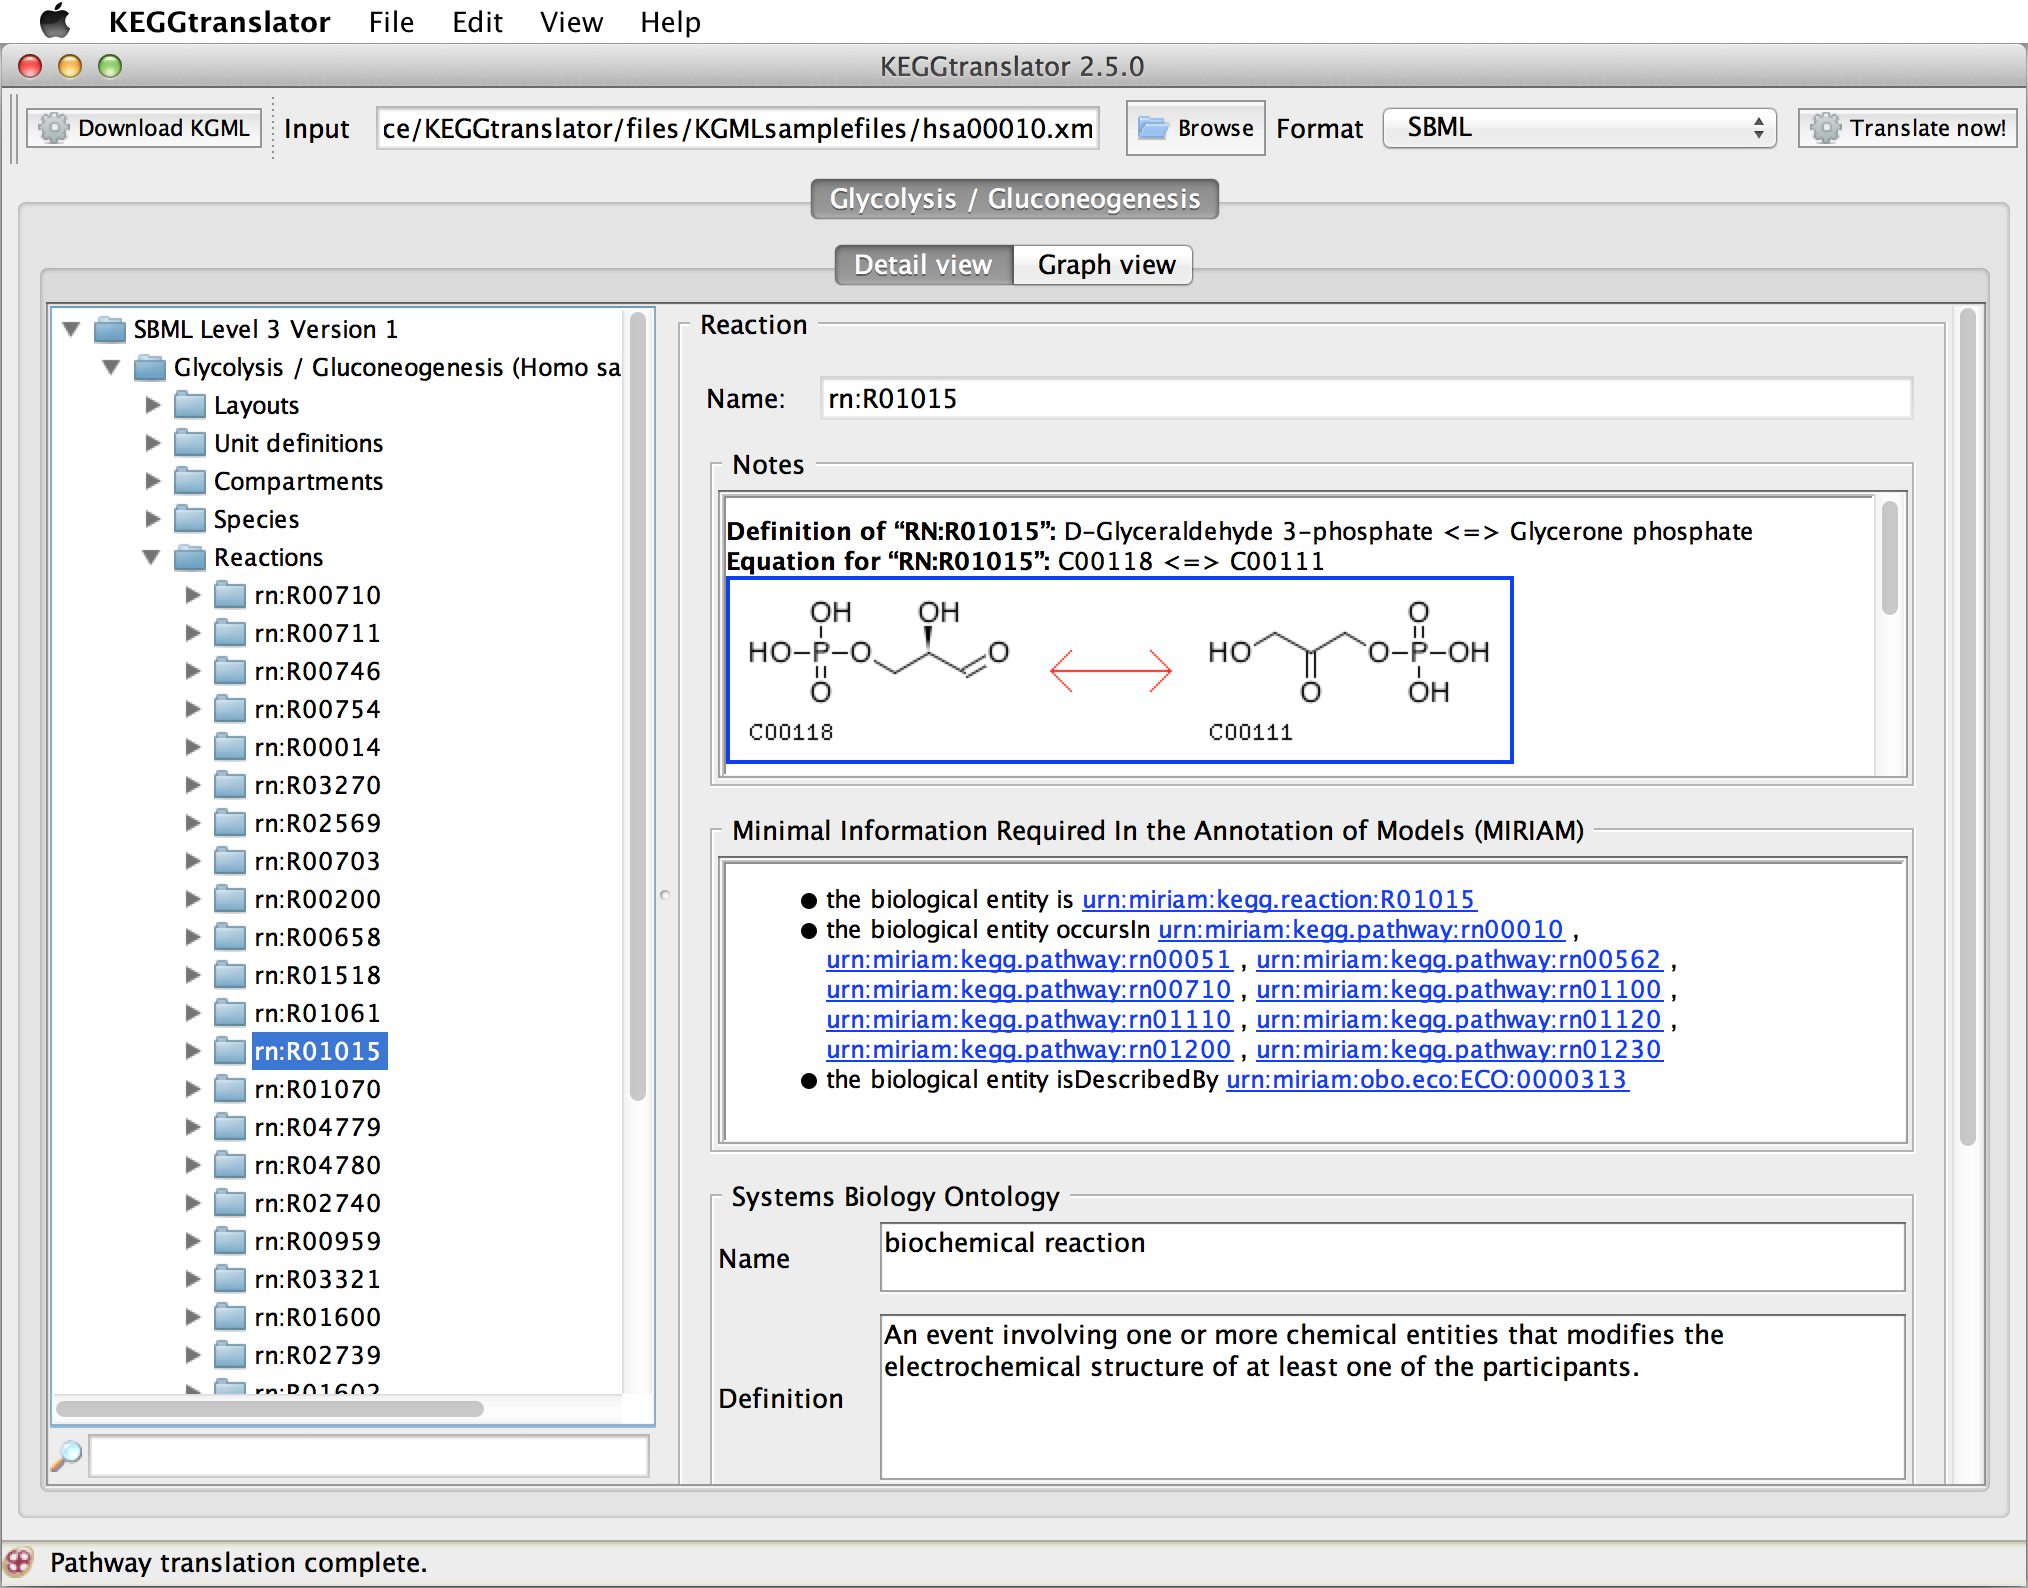 KEGGtranslator File Edit View Help
KEGGtranslator 2.5.0
Download KGML Input ce/KEGGtranslator/files/KGMLsamplefiles/hsa00010.xm Browse Format SBML Translate now!
Glycolysis / Gluconeogenesis
Detail view Graph view
SBML Level 3 Version 1
Glycolysis / Gluconeogenesis (Homo sa
Layouts
Unit definitions
Compartments
Species
Reactions
rn:R00710
rn:R00711
rn:R00746
rn:R00754
rn:R00014
rn:R03270
rn:R02569
rn:R00703
rn:R00200
rn:R00658
rn:R01518
rn:R01061
rn:R01015
rn:R01070
rn:R04779
rn:R04780
rn:R02740
rn:R00959
rn:R03321
rn:R01600
rn:R02739
rn:R01602
Reaction
Name: rn:R01015
Notes
Definition of “RN:R01015”: D-Glyceraldehyde 3-phosphate <=> Glycerone phosphate
Equation for “RN:R01015”: C00118 <=> C00111
OH OH O
HO-P-O O HO O-P-OH
O O OH
C00118 C00111
Minimal Information Required In the Annotation of Models (MIRIAM)
● the biological entity is urn:miriam:kegg.reaction:R01015
● the biological entity occursIn urn:miriam:kegg.pathway:rn00010 ,
urn:miriam:kegg.pathway:rn00051 , urn:miriam:kegg.pathway:rn00562 ,
urn:miriam:kegg.pathway:rn00710 , urn:miriam:kegg.pathway:rn01100 ,
urn:miriam:kegg.pathway:rn01110 , urn:miriam:kegg.pathway:rn01120 ,
urn:miriam:kegg.pathway:rn01200 , urn:miriam:kegg.pathway:rn01230
● the biological entity isDescribedBy urn:miriam:obo.eco:ECO:0000313
Systems Biology Ontology
Name biochemical reaction
Definition An event involving one or more chemical entities that modifies the
electrochemical structure of at least one of the participants.
Pathway translation complete.